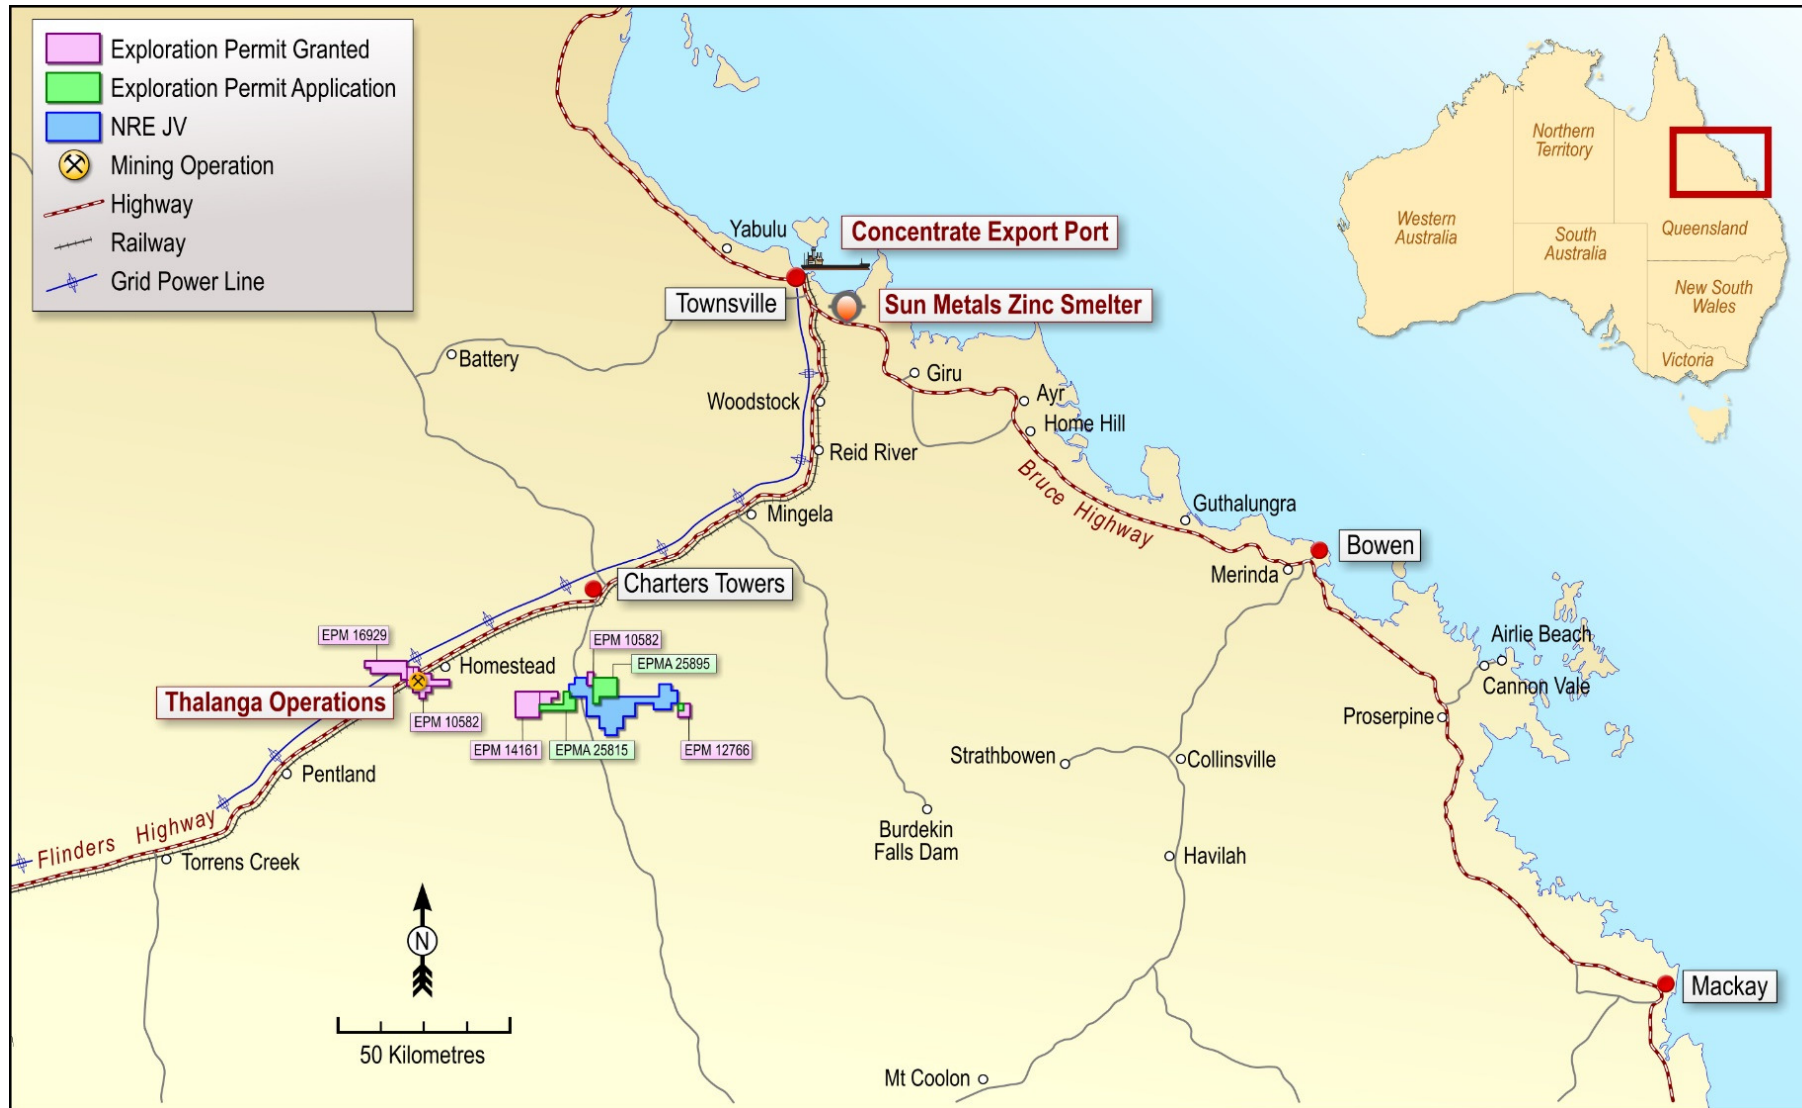 Exploration Permit Granted
Exploration Permit Application
NRE JV
Mining Operation
Highway
Railway
Grid Power Line
Northern
Territory
Western
Australia
South
Australia
Queensland
New South
Wales
Victoria
Yabulu
Concentrate Export Port
Townsville
Sun Metals Zinc Smelter
Battery
Giru
Woodstock
Ayr
Home Hill
Reid River
Bruce Highway
Mingela
Guthalungra
Bowen
Merinda
Charters Towers
EPM 16929
EPM 10582
Homestead
EPMA 25895
Airlie Beach
Cannon Vale
Thalanga Operations
EPM 10582
Proserpine
EPM 14161
EPMA 25815
EPM 12766
Strathbowen
Collinsville
Pentland
Flinders Highway
Burdekin
Falls Dam
Torrens Creek
Havilah
N
Mackay
50 Kilometres
Mt Coolon